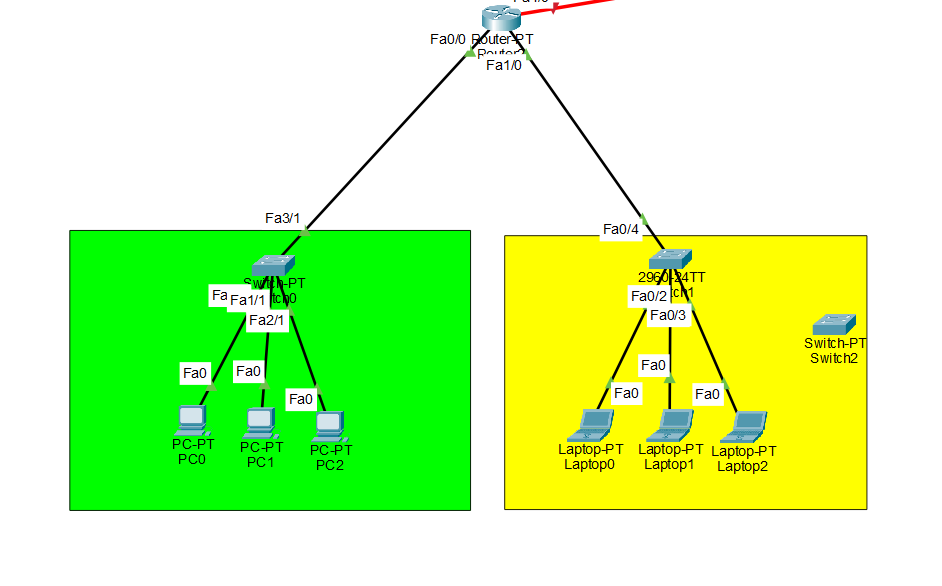 Fa0/0
Router-PT
Fa1/0
Fa3/1
Fa0/4
Switch-PT
Fa1/1
Fa2/1
2960-24TT
Fa0/2
Fa0/3
Switch-PT
Switch2
Fa0
Fa0
Fa0
Fa0
Fa0
Fa0
PC-PT
PC0
PC-PT
PC1
PC-PT
PC2
Laptop-PT
Laptop0
Laptop-PT
Laptop1
Laptop-PT
Laptop2